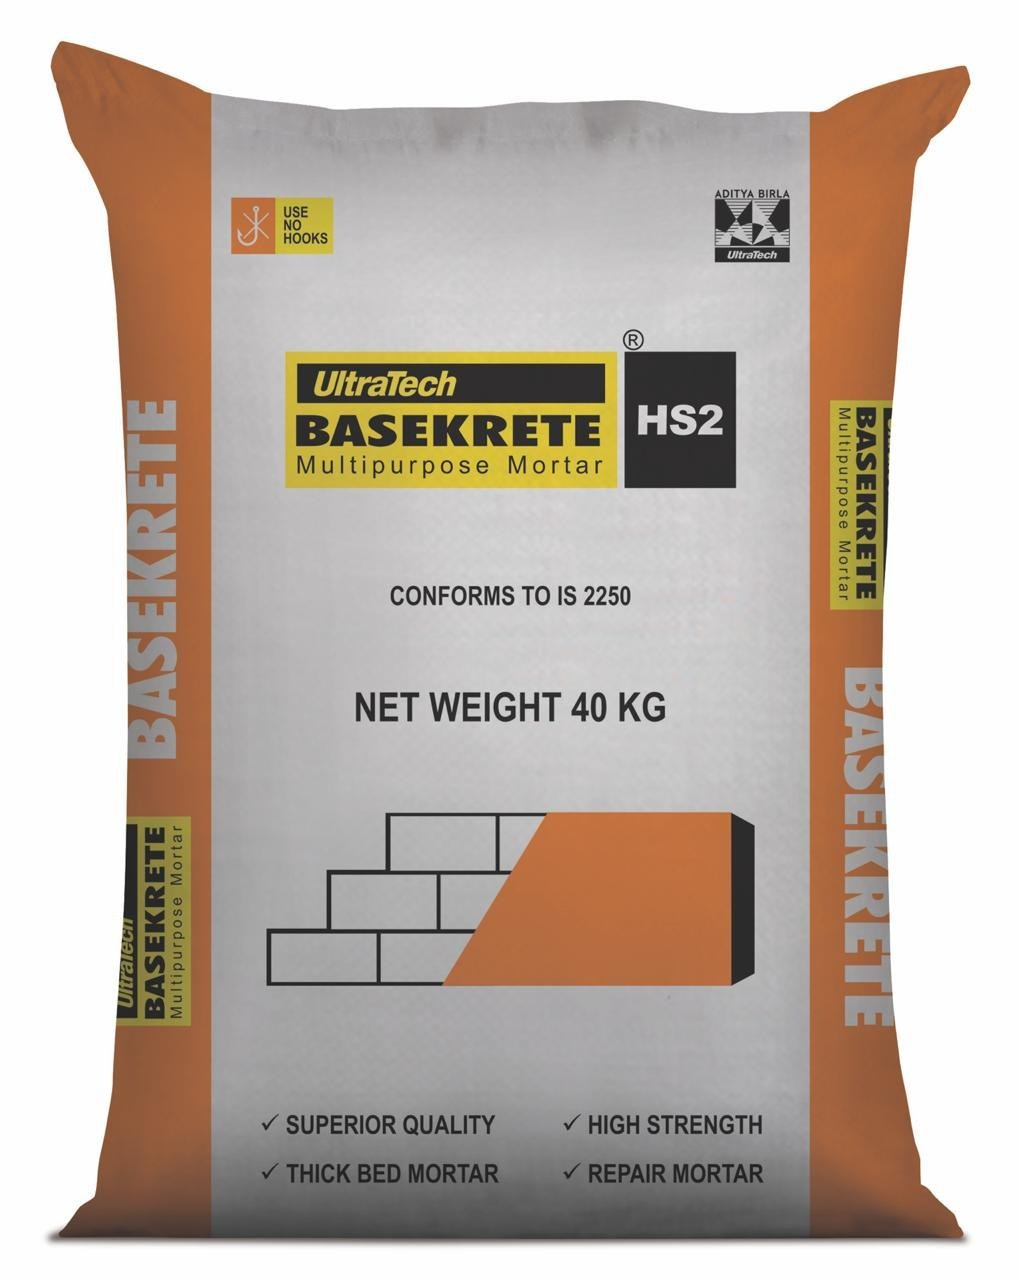 USE
NO
HOOKS
ADITYA BIRLA
UltraTech
®
UltraTech
BASEKRETE
Multipurpose Mortar
HS2
CONFORMS TO IS 2250
NET WEIGHT 40 KG
✓ SUPERIOR QUALITY
✓ HIGH STRENGTH
✓ THICK BED MORTAR
✓ REPAIR MORTAR
BASEKRETE
UltraTech
BASEKRETE
Multipurpose Mortar
BASEKRETE
Multipurpose Mortar
BASEKRETE